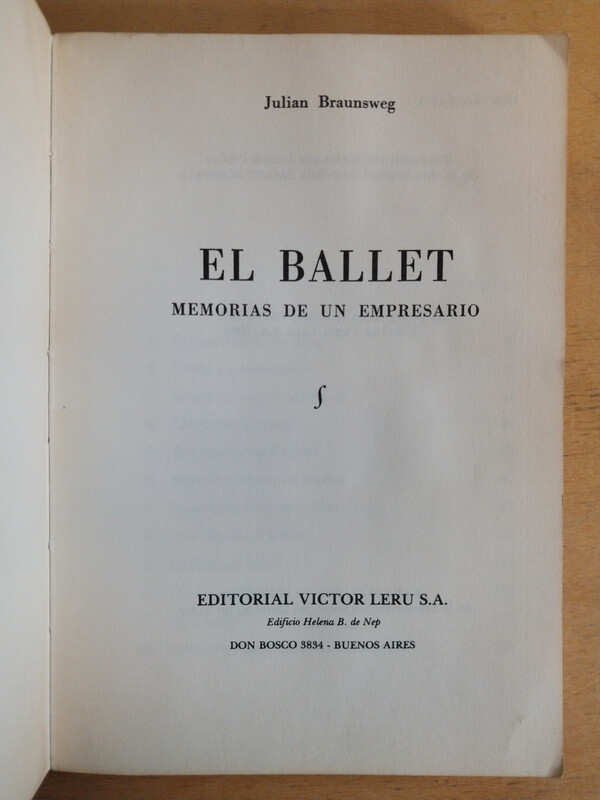 Julian Braunsweg
EL BALLET
MEMORIAS DE UN EMPRESARIO
EDITORIAL VICTOR LERU S.A.
Edificio Helena B. de Nep
DON BOSCO 3834 - BUENOS AIRES